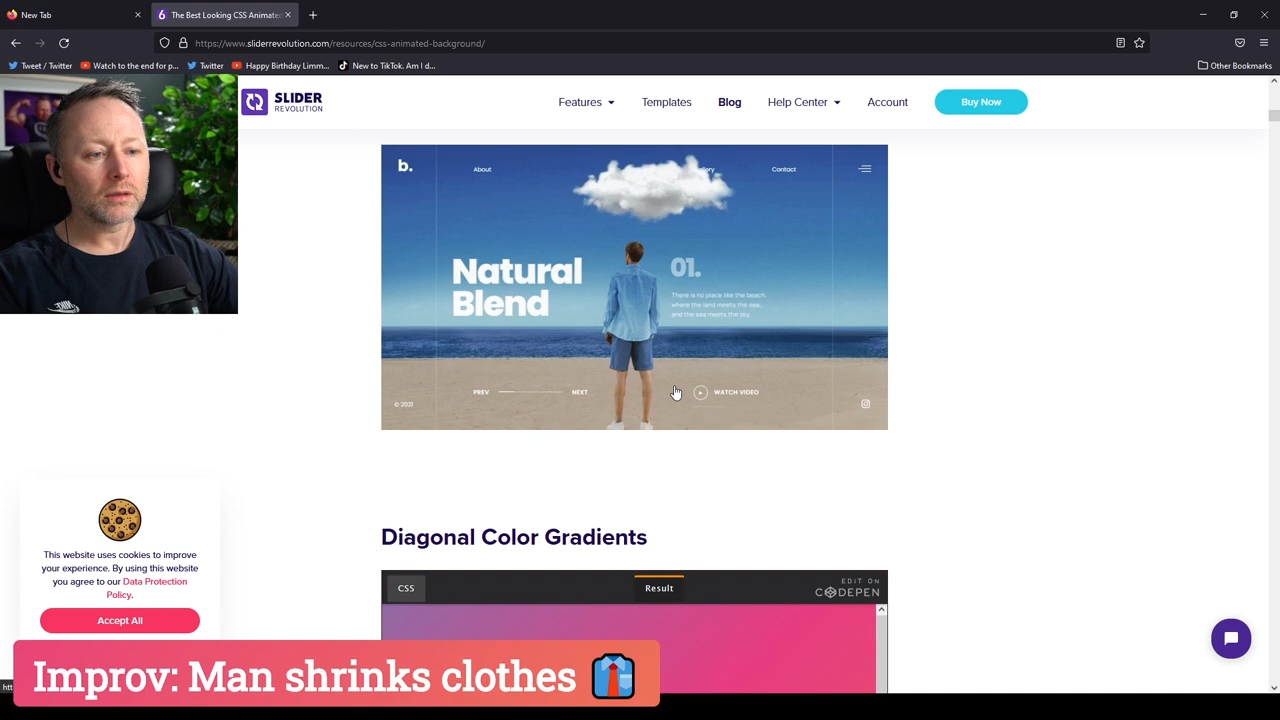 New Tab
The Best Looking CSS Animated
https://www.sliderrevolution.com/resources/css-animated-background/
Tweet / Twitter
Watch to the end for p...
Twitter
Happy Birthday Limm...
New to TikTok. Am I d...
Other Bookmarks
SLIDER
REVOLUTION
Features
Templates
Blog
Help Center
Account
Buy Now
b.
About
Contact
Natural
Blend
01.
There is no place like the beach,
where the land meets the sea,
and the sea meets the sky.
PREV
NEXT
WATCH VIDEO
© 2021
Diagonal Color Gradients
CSS
Result
EDIT ON
CODEPEN
This website uses cookies to improve
your experience. By using this website
you agree to our Data Protection
Policy.
Accept All
Improv: Man shrinks clothes